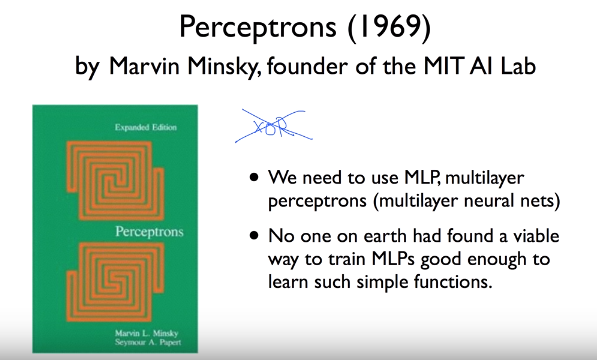 Perceptrons (1969)
by Marvin Minsky, founder of the MIT AI Lab
Expanded Edition
Perceptrons
Marvin L. Minsky
Seymour A. Papert
XOR
• We need to use MLP, multilayer
perceptrons (multilayer neural nets)
• No one on earth had found a viable
way to train MLPs good enough to
learn such simple functions.